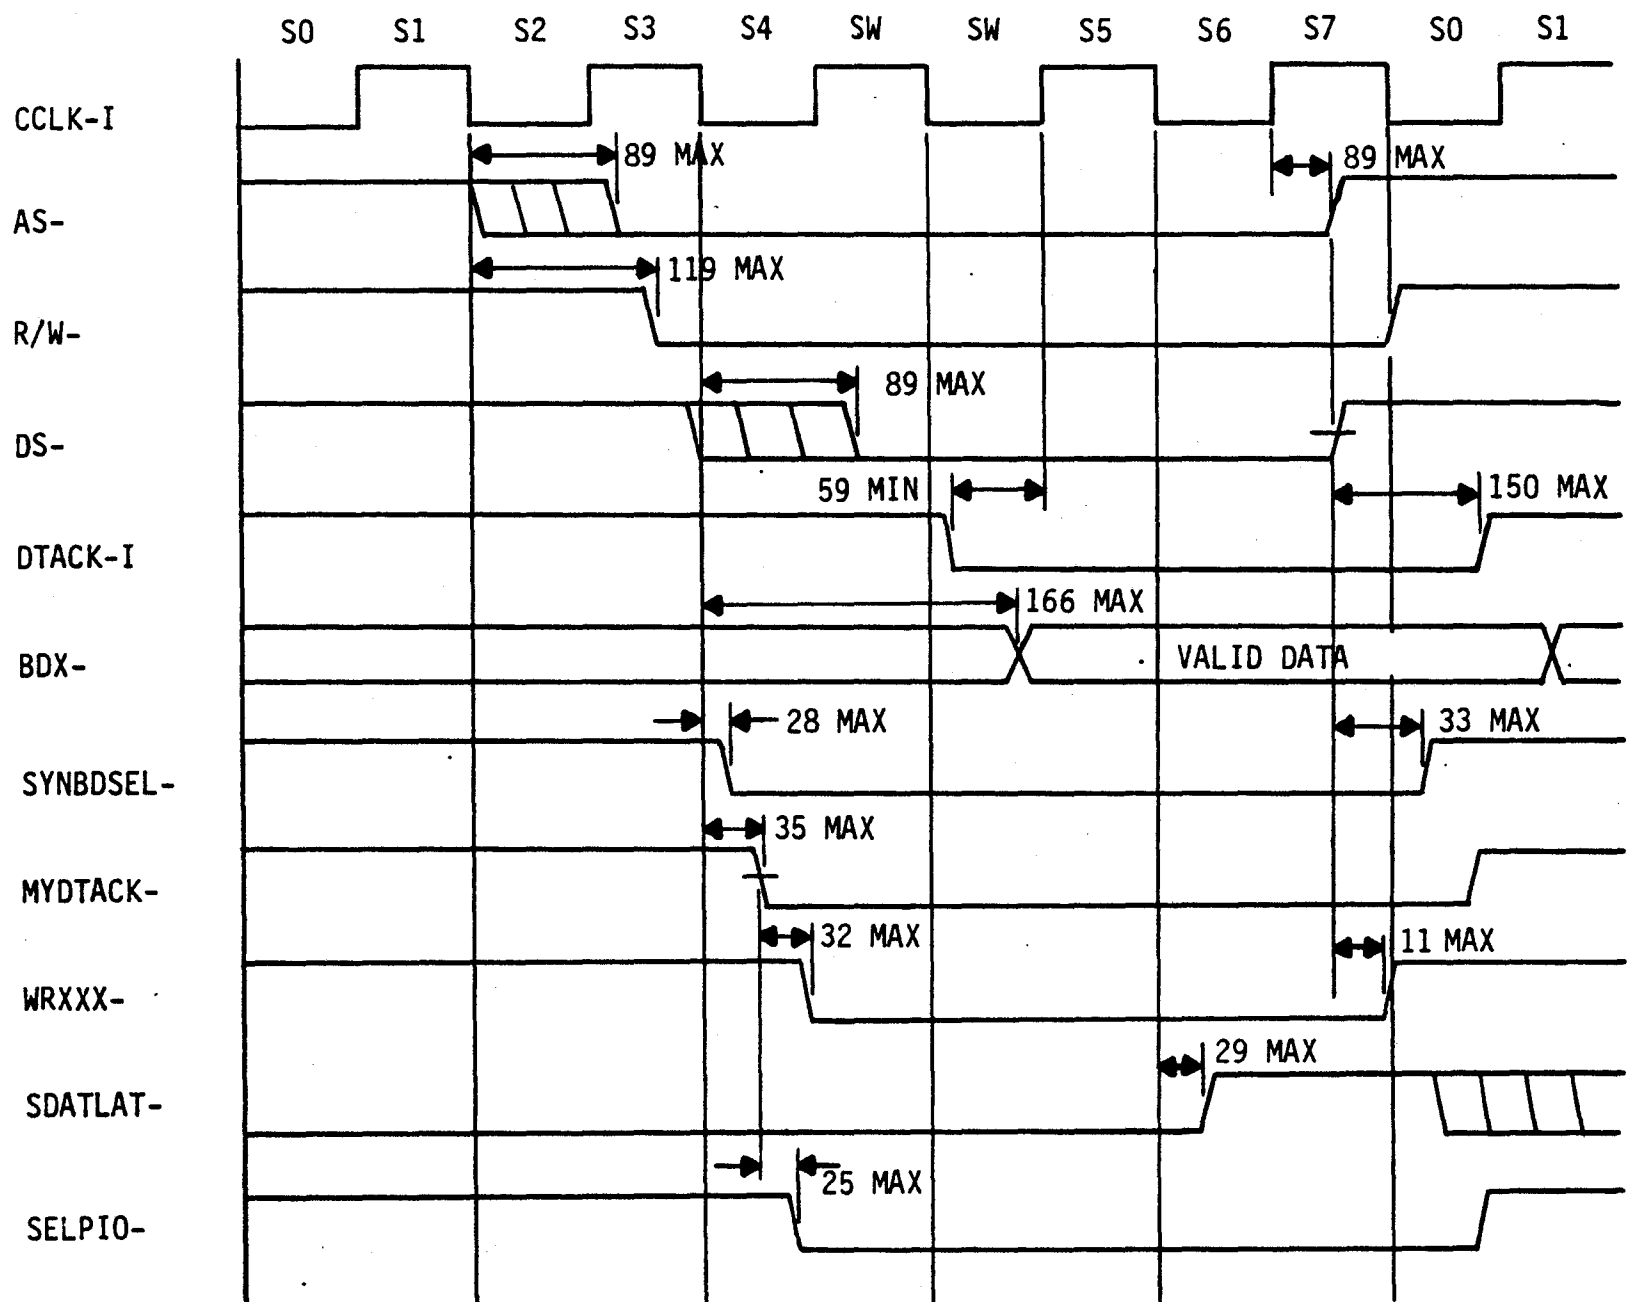 S0 S1 S2 S3 S4 SW SW S5 S6 S7 S0 S1
CCLK-I
89 MAX 89 MAX
AS-
119 MAX
R/W-
89 MAX
DS-
59 MIN 150 MAX
DTACK-I
166 MAX
BDX- VALID DATA
28 MAX 33 MAX
SYNBDSEL-
35 MAX
MYDTACK-
32 MAX 11 MAX
WRXXX-
29 MAX
SDATLAT-
25 MAX
SELPIO-